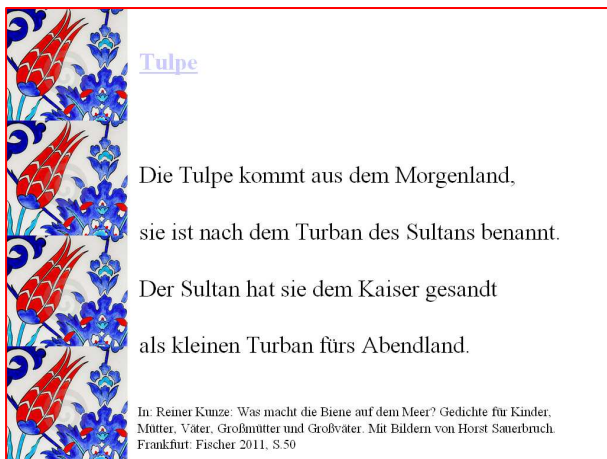 Tulpe
Die Tulpe kommt aus dem Morgenland,
sie ist nach dem Turban des Sultans benannt.
Der Sultan hat sie dem Kaiser gesandt
als kleinen Turban fürs Abendland.
In: Reiner Kunze: Was macht die Biene auf dem Meer? Gedichte für Kinder,
Mütter, Väter, Großmütter und Großväter. Mit Bildern von Horst Sauerbruch.
Frankfurt: Fischer 2011, S.50